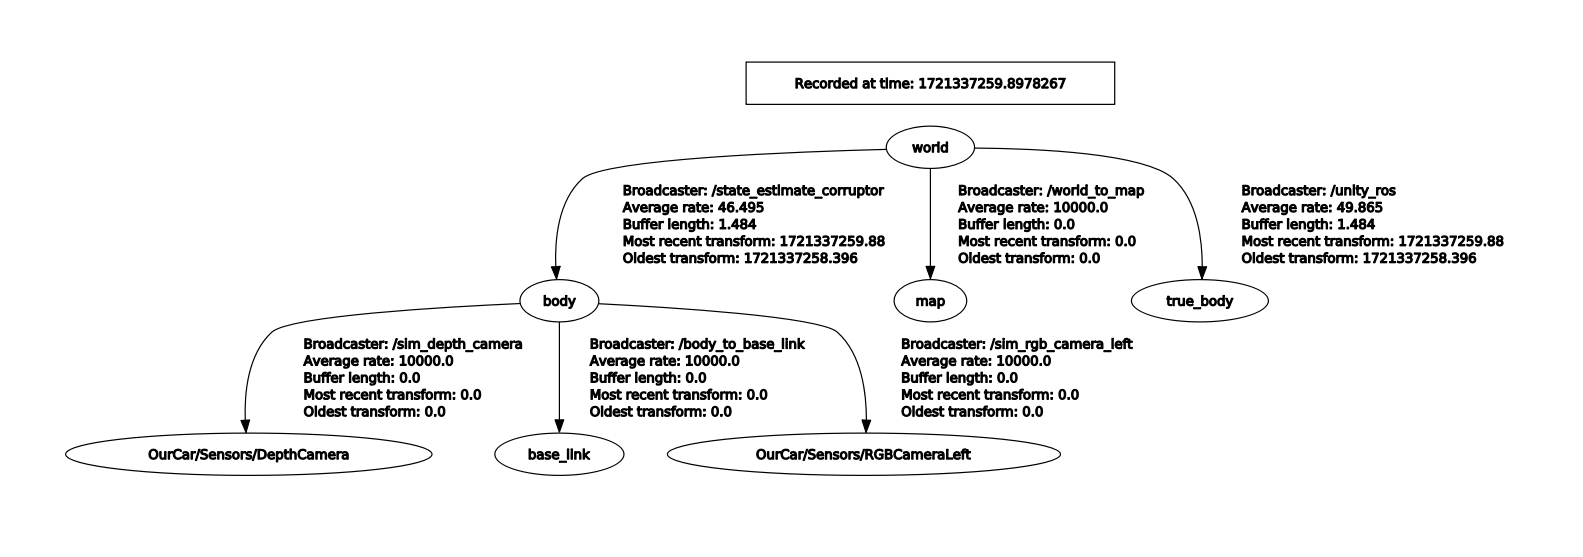 Recorded at time: 1721337259.8978267
world
Broadcaster: /state_estimate_corruptor
Average rate: 46.495
Buffer length: 1.484
Most recent transform: 1721337259.88
Oldest transform: 1721337258.396
Broadcaster: /world_to_map
Average rate: 10000.0
Buffer length: 0.0
Most recent transform: 0.0
Oldest transform: 0.0
Broadcaster: /unity_ros
Average rate: 49.865
Buffer length: 1.484
Most recent transform: 1721337259.88
Oldest transform: 1721337258.396
body
map
true_body
Broadcaster: /sim_depth_camera
Average rate: 10000.0
Buffer length: 0.0
Most recent transform: 0.0
Oldest transform: 0.0
Broadcaster: /body_to_base_link
Average rate: 10000.0
Buffer length: 0.0
Most recent transform: 0.0
Oldest transform: 0.0
Broadcaster: /sim_rgb_camera_left
Average rate: 10000.0
Buffer length: 0.0
Most recent transform: 0.0
Oldest transform: 0.0
OurCar/Sensors/DepthCamera
base_link
OurCar/Sensors/RGBCameraLeft